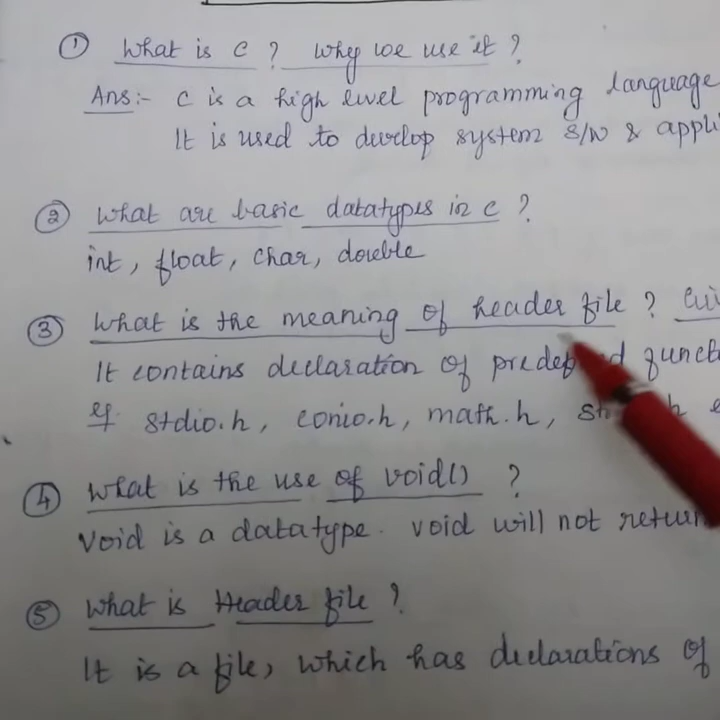 ① What is C ? Why we use it ?
Ans:- C is a high level programming language
It is used to develop system S/W &
② What are basic datatypes in C ?
int, float, char, double
③ What is the meaning of header file ?
It contains declaration of
eg stdio.h, conio.h, math.h,
④ What is the use of void() ?
Void is a datatype. Void will not return
⑤ What is Header file ?
It is a file, which has declarations of